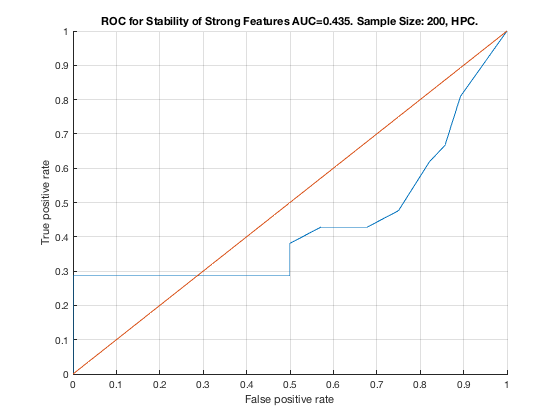 ROC for Stability of Strong Features AUC=0.435. Sample Size: 200, HPC.
1
0.9
0.8
0.7
0.6
0.5
0.4
0.3
0.2
0.1
0
True positive rate
0 0.1 0.2 0.3 0.4 0.5 0.6 0.7 0.8 0.9 1
False positive rate